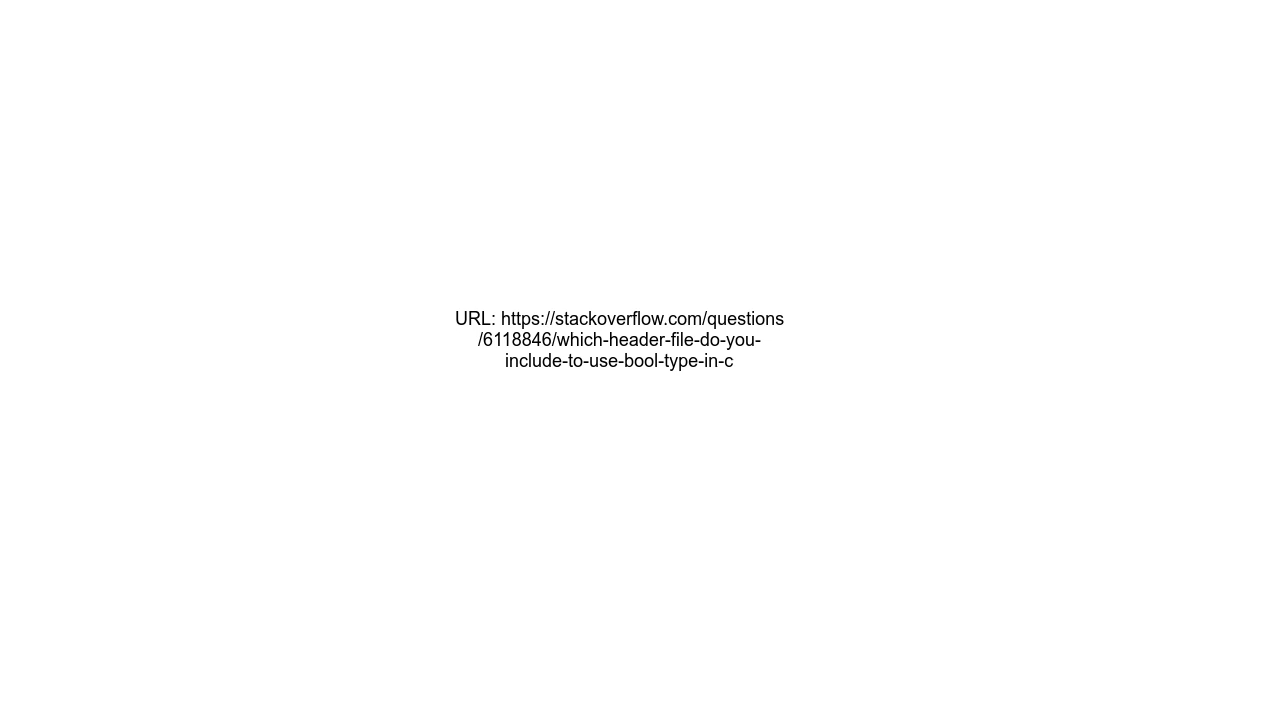 URL: https://stackoverflow.com/questions
/6118846/which-header-file-do-you-
include-to-use-bool-type-in-c